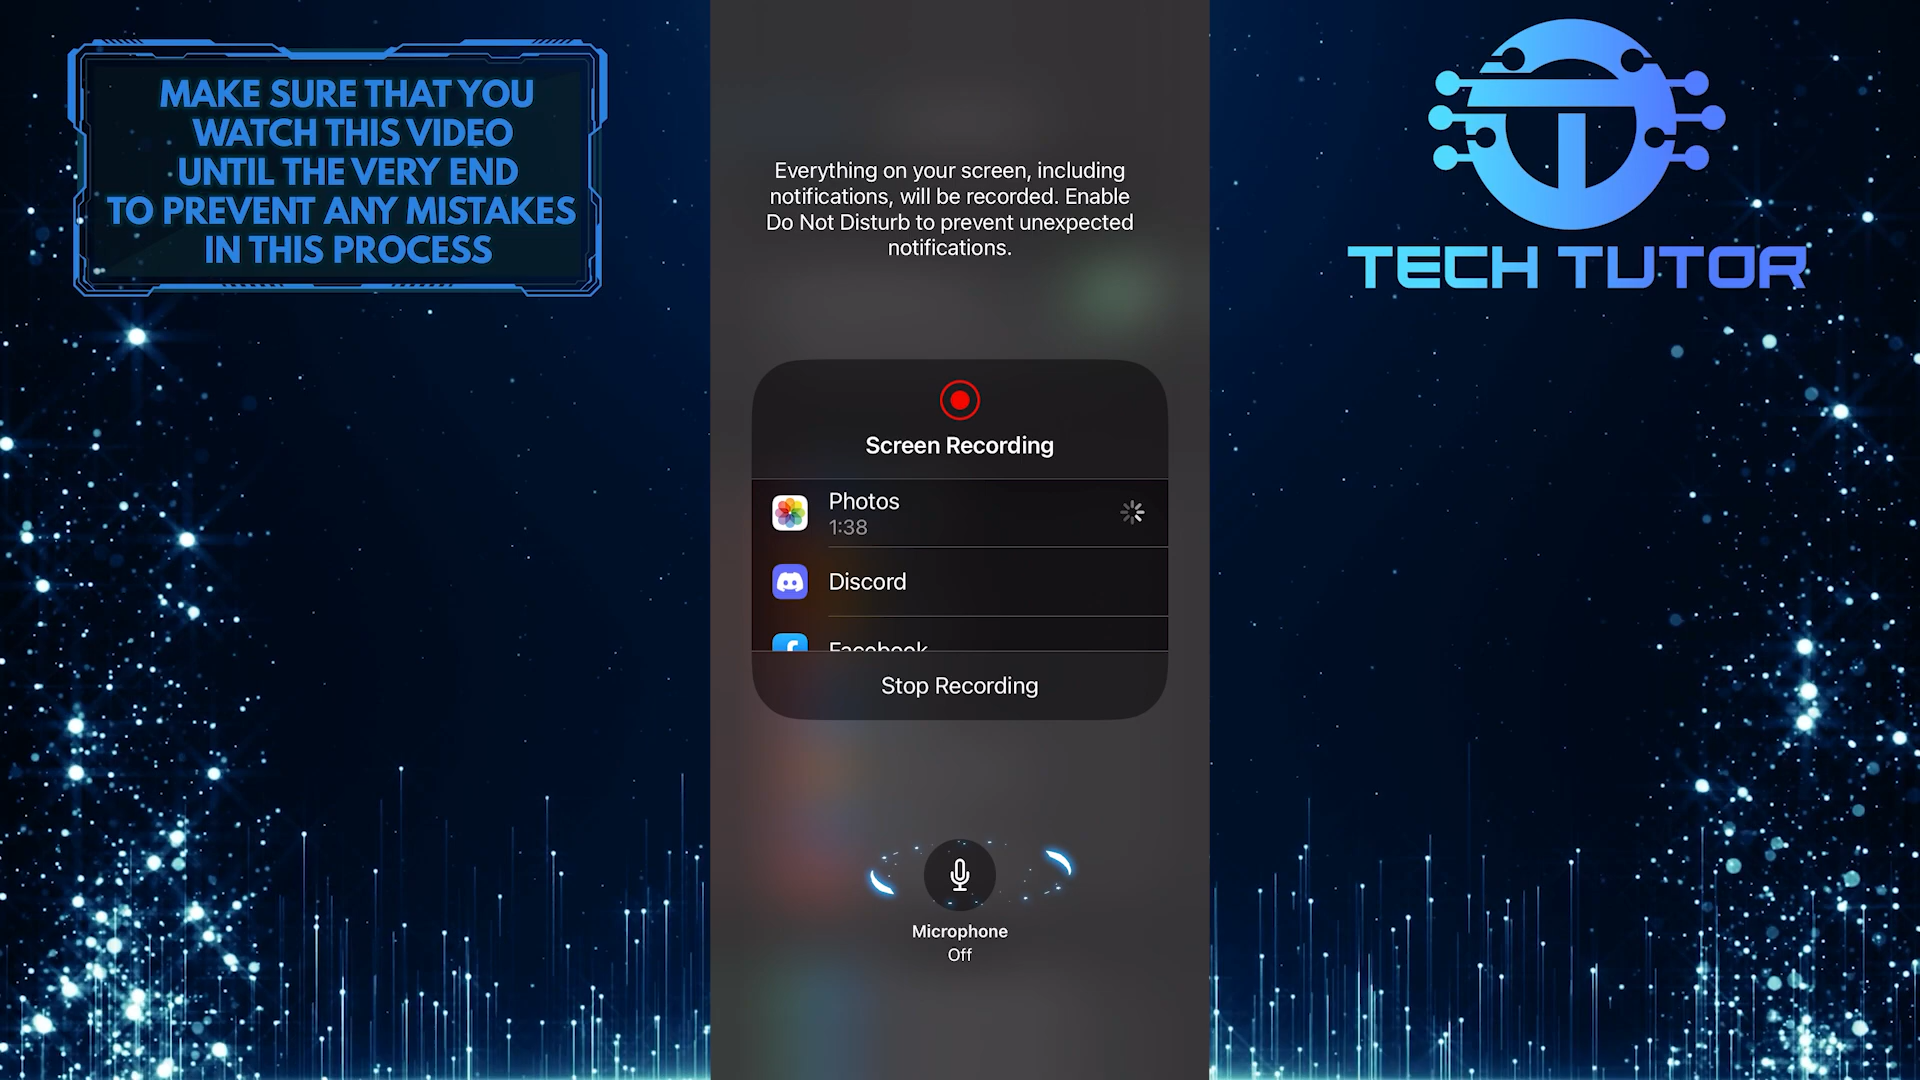 MAKE SURE THAT YOU
WATCH THIS VIDEO
UNTIL THE VERY END
TO PREVENT ANY MISTAKES
IN THIS PROCESS
Everything on your screen, including
notifications, will be recorded. Enable
Do Not Disturb to prevent unexpected
notifications.
Screen Recording
Photos
1:38
Discord
Facebook
Stop Recording
Microphone
Off
TECH TUTOR